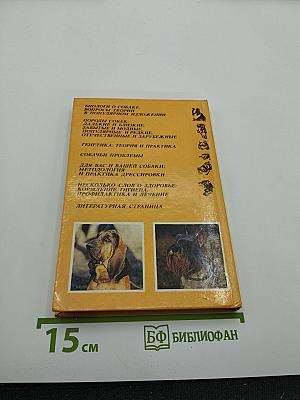 БИОЛОГИ О СОБАКЕ.
ВОПРОСЫ ТЕОРИИ
В ПОПУЛЯРНОМ ИЗЛОЖЕНИИ
ПОРОДЫ СОБАК:
ДАЛЕКИЕ И БЛИЗКИЕ,
ЗАБЫТЫЕ И МОДНЫЕ,
ПОПУЛЯРНЫЕ И РЕДКИЕ,
ОТЕЧЕСТВЕННЫЕ И ЗАРУБЕЖНЫЕ
ГЕНЕТИКА: ТЕОРИЯ И ПРАКТИКА
СОБАЧЬИ ПРОБЛЕМЫ
ДЛЯ ВАС И ВАШЕЙ СОБАКИ:
МЕТОДОЛОГИЯ
И ПРАКТИКА ДРЕССИРОВКИ
НЕСКОЛЬКО СЛОВ О ЗДОРОВЬЕ:
КОРМЛЕНИЕ, ГИГИЕНА,
ПРОФИЛАКТИКА И ЛЕЧЕНИЕ
ЛИТЕРАТУРНАЯ СТРАНИЦА
15 см
БФ БИБЛИОФАН